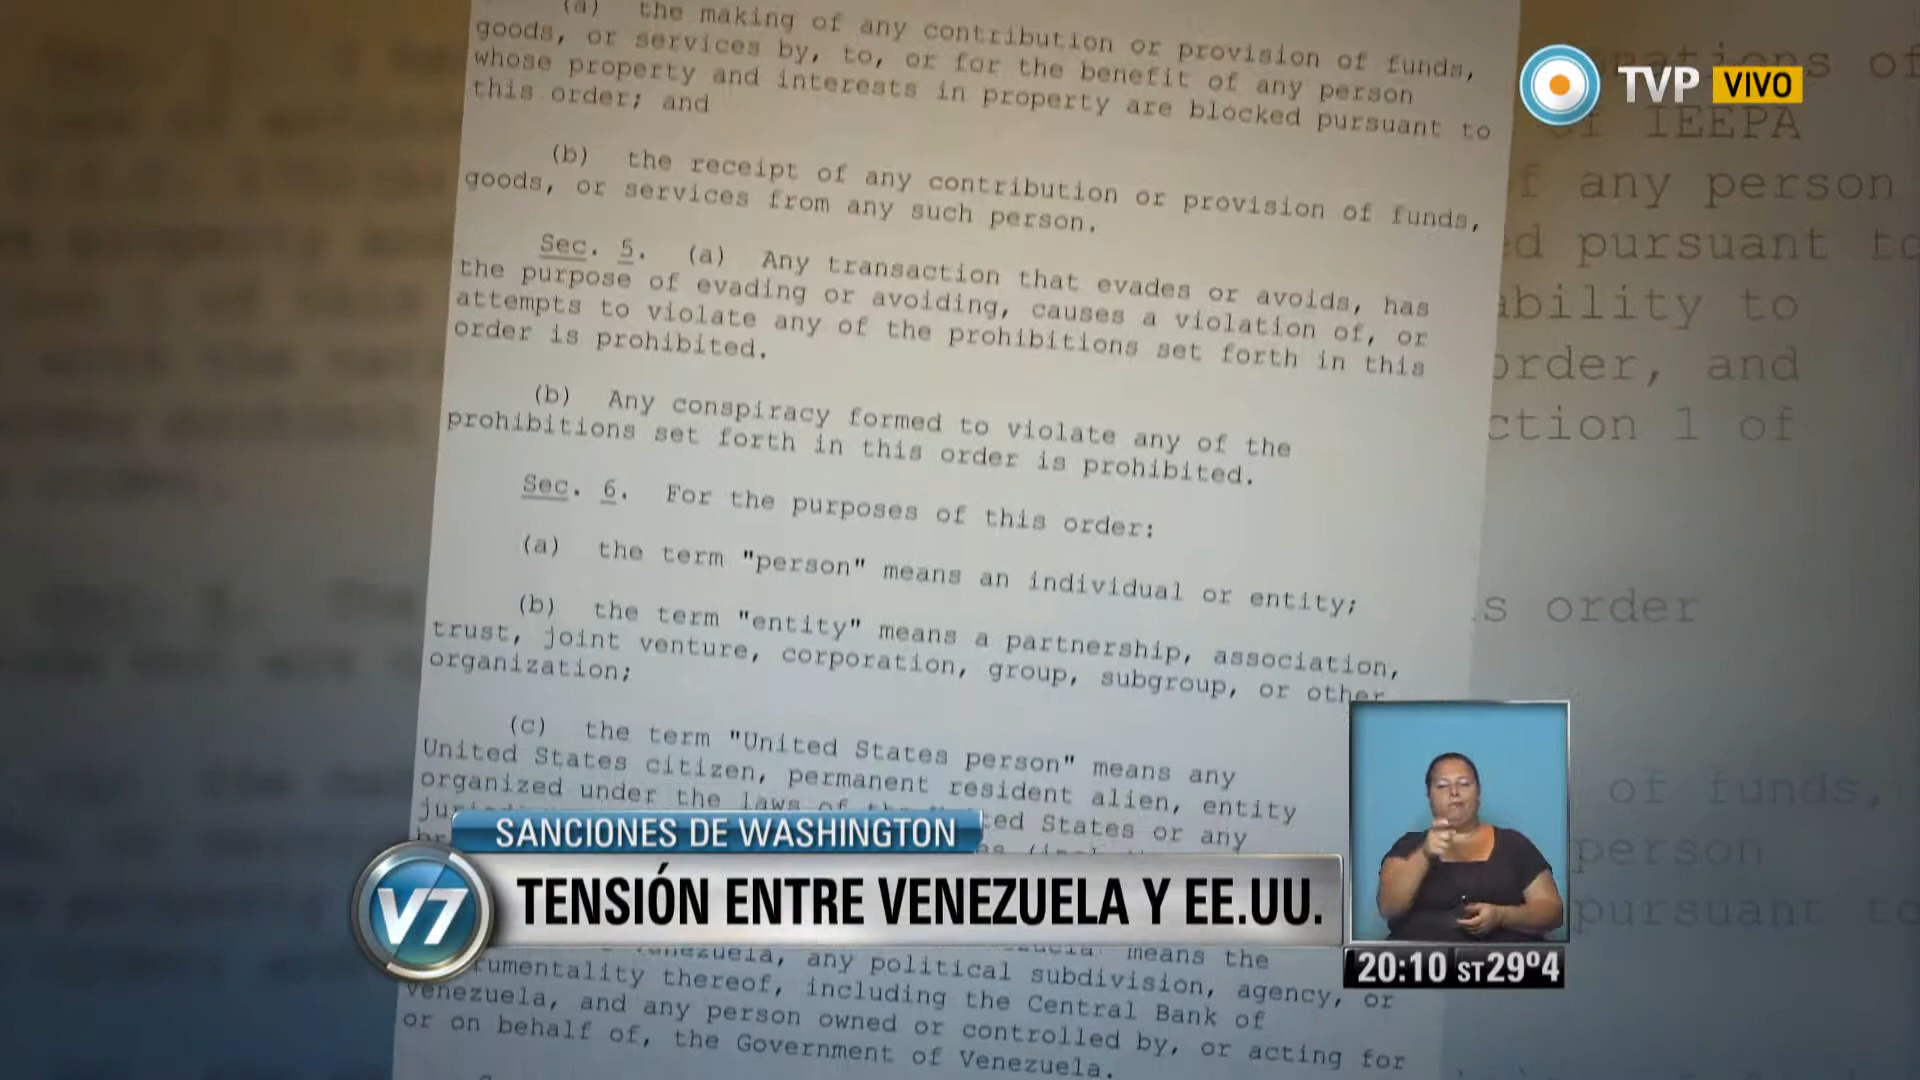 (a) the making of any contribution or provision of funds,
goods, or services by, to, or for the benefit of any person
whose property and interests in property are blocked pursuant to
this order; and
(b) the receipt of any contribution or provision of funds,
goods, or services from any such person.
Sec. 5. (a) Any transaction that evades or avoids, has
the purpose of evading or avoiding, causes a violation of, or
attempts to violate any of the prohibitions set forth in this
order is prohibited.
(b) Any conspiracy formed to violate any of the
prohibitions set forth in this order is prohibited.
Sec. 6. For the purposes of this order:
(a) the term "person" means an individual or entity;
(b) the term "entity" means a partnership, association,
trust, joint venture, corporation, group, subgroup, or other
organization;
(c) the term "United States person" means any
United States citizen, permanent resident alien, entity
organized under the laws of the
States or any
Venezuela, any political subdivision, agency, or
means the
thereof, including the Central Bank of
Venezuela, and any person owned or controlled by, or acting for
or on behalf of, the Government of Venezuela.
TVP VIVO
of
of IEEPA
any person
pursuant to
ability to
order, and
1 of
order
of funds,
person
pursuant to
SANCIONES DE WASHINGTON
V7
TENSIÓN ENTRE VENEZUELA Y EE.UU.
20:10 ST 29º4